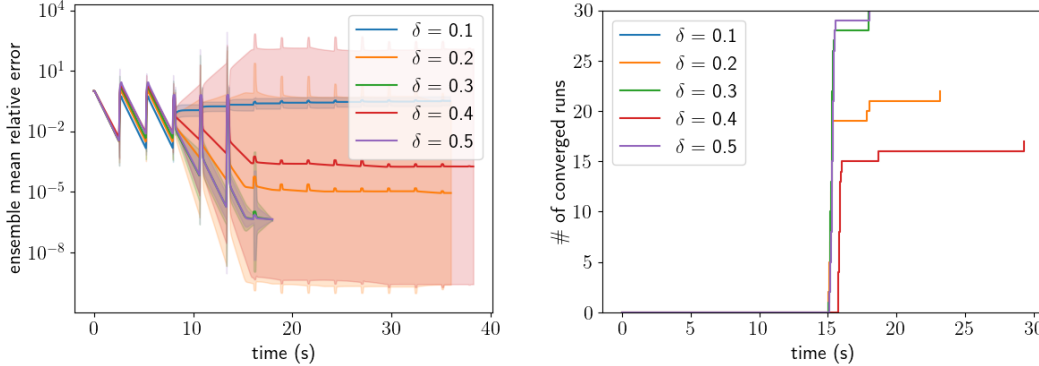 ensemble mean relative error
10^4
10^1
10^{-2}
10^{-5}
10^{-8}
0
10
20
30
40
time (s)
δ = 0.1
δ = 0.2
δ = 0.3
δ = 0.4
δ = 0.5
# of converged runs
30
25
20
15
10
5
0
0
5
10
15
20
25
30
time (s)
δ = 0.1
δ = 0.2
δ = 0.3
δ = 0.4
δ = 0.5